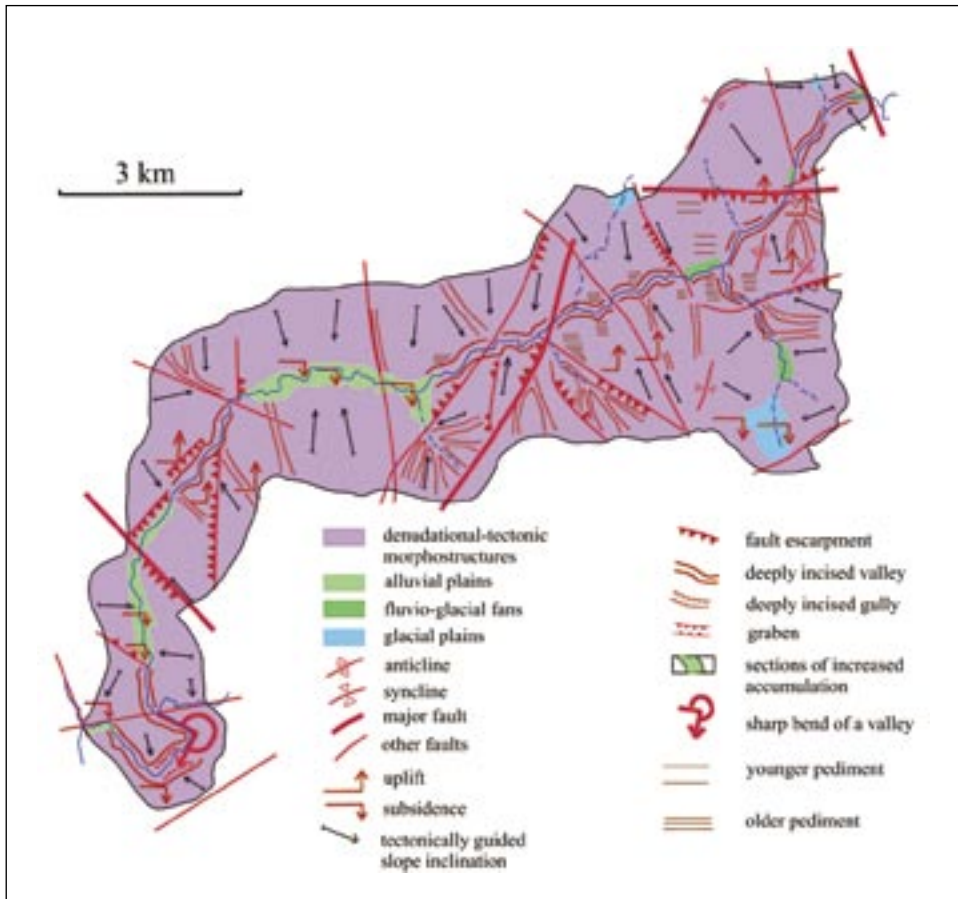 3 km
denudational-tectonic
morphostructures
alluvial plains
fluvio-glacial fans
glacial plains
anticline
syncline
major fault
other faults
uplift
subsidence
tectonically guided
slope inclination
fault escarpment
deeply incised valley
deeply incised gully
graben
sections of increased
accumulation
sharp bend of a valley
younger pediment
older pediment